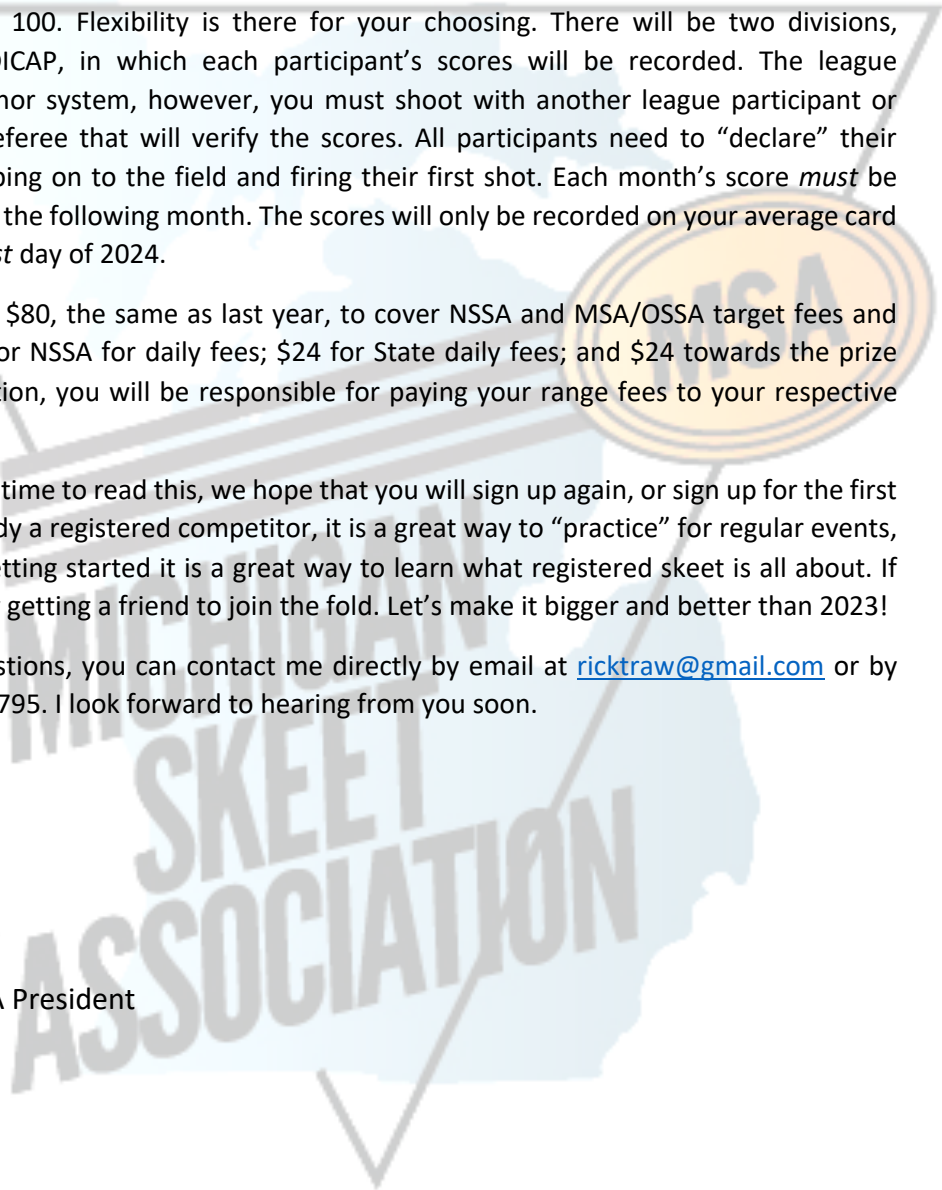 100. Flexibility is there for your choosing. There will be two divisions,
DICAP, in which each participant’s scores will be recorded. The league
nor system, however, you must shoot with another league participant or
eferee that will verify the scores. All participants need to “declare” their
ping on to the field and firing their first shot. Each month’s score must be
the following month. The scores will only be recorded on your average card
st day of 2024.
$80, the same as last year, to cover NSSA and MSA/OSSA target fees and
or NSSA for daily fees; $24 for State daily fees; and $24 towards the prize
tion, you will be responsible for paying your range fees to your respective
time to read this, we hope that you will sign up again, or sign up for the first
dy a registered competitor, it is a great way to “practice” for regular events,
etting started it is a great way to learn what registered skeet is all about. If
getting a friend to join the fold. Let’s make it bigger and better than 2023!
stions, you can contact me directly by email at ricktraw@gmail.com or by
795. I look forward to hearing from you soon.
A President
MSA
MICHIGAN
SKEET
ASSOCIATION